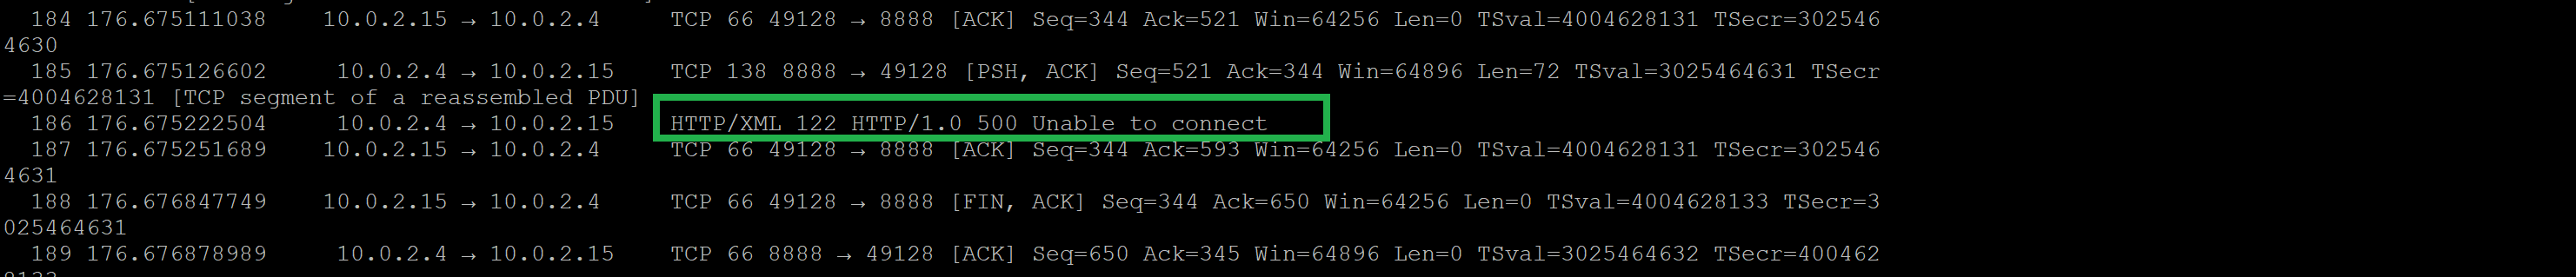 184 176.675111038 10.0.2.15 → 10.0.2.4 TCP 66 49128 → 8888 [ACK] Seq=344 Ack=521 Win=64256 Len=0 TSval=4004628131 TSecr=302546
4630
185 176.675126602 10.0.2.4 → 10.0.2.15 TCP 138 8888 → 49128 [PSH, ACK] Seq=521 Ack=344 Win=64896 Len=72 TSval=3025464631 TSecr
=4004628131 [TCP segment of a reassembled PDU]
186 176.675222504 10.0.2.4 → 10.0.2.15 HTTP/XML 122 HTTP/1.0 500 Unable to connect
187 176.675251689 10.0.2.15 → 10.0.2.4 TCP 66 49128 → 8888 [ACK] Seq=344 Ack=593 Win=64256 Len=0 TSval=4004628131 TSecr=302546
4631
188 176.676847749 10.0.2.15 → 10.0.2.4 TCP 66 49128 → 8888 [FIN, ACK] Seq=344 Ack=650 Win=64256 Len=0 TSval=4004628133 TSecr=3
025464631
189 176.676878989 10.0.2.4 → 10.0.2.15 TCP 66 8888 → 49128 [ACK] Seq=650 Ack=345 Win=64896 Len=0 TSval=3025464632 TSecr=400462